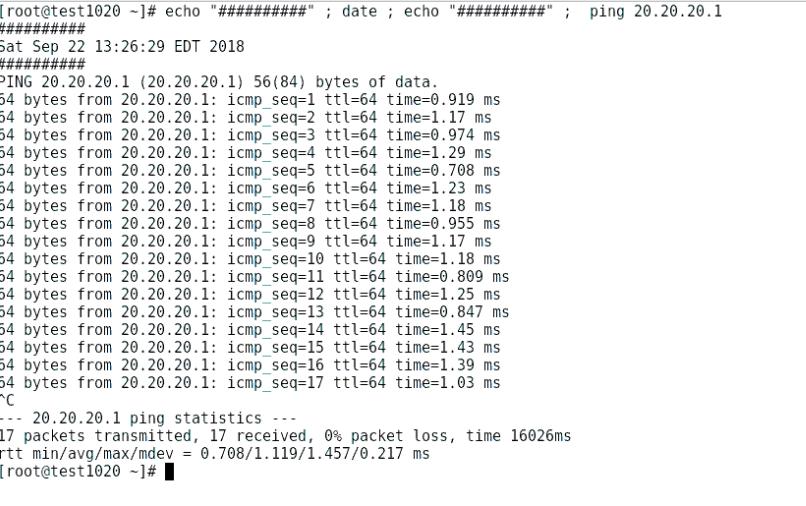 [root@test1020 ~]# echo "##########" ; date ; echo "##########" ;  ping 20.20.20.1
##########
Sat Sep 22 13:26:29 EDT 2018
##########
PING 20.20.20.1 (20.20.20.1) 56(84) bytes of data.
64 bytes from 20.20.20.1: icmp_seq=1 ttl=64 time=0.919 ms
64 bytes from 20.20.20.1: icmp_seq=2 ttl=64 time=1.17 ms
64 bytes from 20.20.20.1: icmp_seq=3 ttl=64 time=0.974 ms
64 bytes from 20.20.20.1: icmp_seq=4 ttl=64 time=1.29 ms
64 bytes from 20.20.20.1: icmp_seq=5 ttl=64 time=0.708 ms
64 bytes from 20.20.20.1: icmp_seq=6 ttl=64 time=1.23 ms
64 bytes from 20.20.20.1: icmp_seq=7 ttl=64 time=1.18 ms
64 bytes from 20.20.20.1: icmp_seq=8 ttl=64 time=0.955 ms
64 bytes from 20.20.20.1: icmp_seq=9 ttl=64 time=1.17 ms
64 bytes from 20.20.20.1: icmp_seq=10 ttl=64 time=1.18 ms
64 bytes from 20.20.20.1: icmp_seq=11 ttl=64 time=0.809 ms
64 bytes from 20.20.20.1: icmp_seq=12 ttl=64 time=1.25 ms
64 bytes from 20.20.20.1: icmp_seq=13 ttl=64 time=0.847 ms
64 bytes from 20.20.20.1: icmp_seq=14 ttl=64 time=1.45 ms
64 bytes from 20.20.20.1: icmp_seq=15 ttl=64 time=1.43 ms
64 bytes from 20.20.20.1: icmp_seq=16 ttl=64 time=1.39 ms
64 bytes from 20.20.20.1: icmp_seq=17 ttl=64 time=1.03 ms
^C
--- 20.20.20.1 ping statistics ---
17 packets transmitted, 17 received, 0% packet loss, time 16026ms
rtt min/avg/max/mdev = 0.708/1.119/1.457/0.217 ms
[root@test1020 ~]#